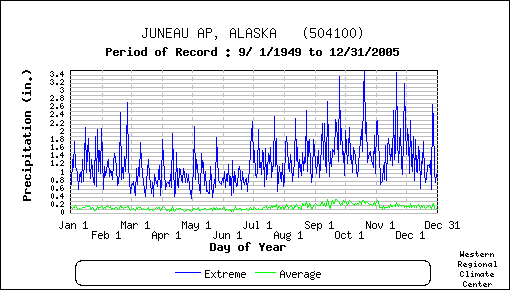 JUNEAU AP, ALASKA (504100)
Period of Record : 9/ 1/1949 to 12/31/2005
Precipitation (in.)
3.4
3
2.8
2.6
2.4
2.2
2
1.8
1.6
1.4
1.2
1
0.8
0.6
0.4
0.2
0
Jan 1 Mar 1 May 1 Jul 1 Sep 1 Nov 1 Dec 31
Feb 1 Apr 1 Jun 1 Aug 1 Oct 1 Dec 1
Day of Year
Extreme Average
Western
Regional
Climate
Center